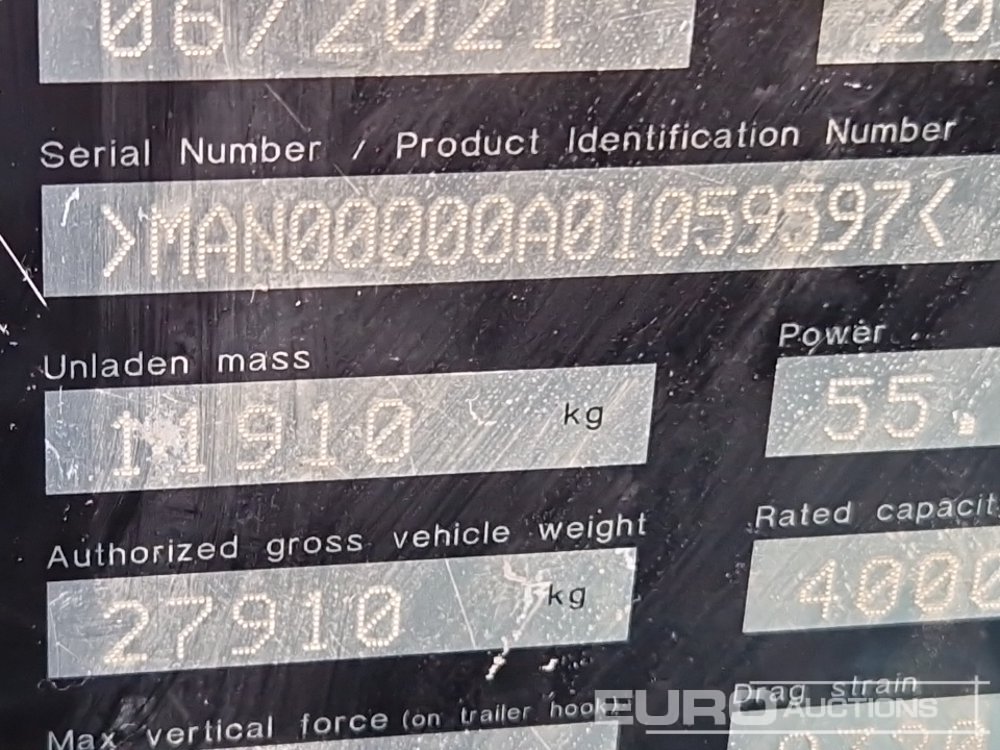 06/2021 20
Serial Number / Product Identification Number
>MAN00000A01059597<
Unladen mass Power
11910 kg 55.
Authorized gross vehicle weight Rated capacit
27910 kg 4000
Max vertical force (on trailer hook) Drag strain
EURO AUCTIONS